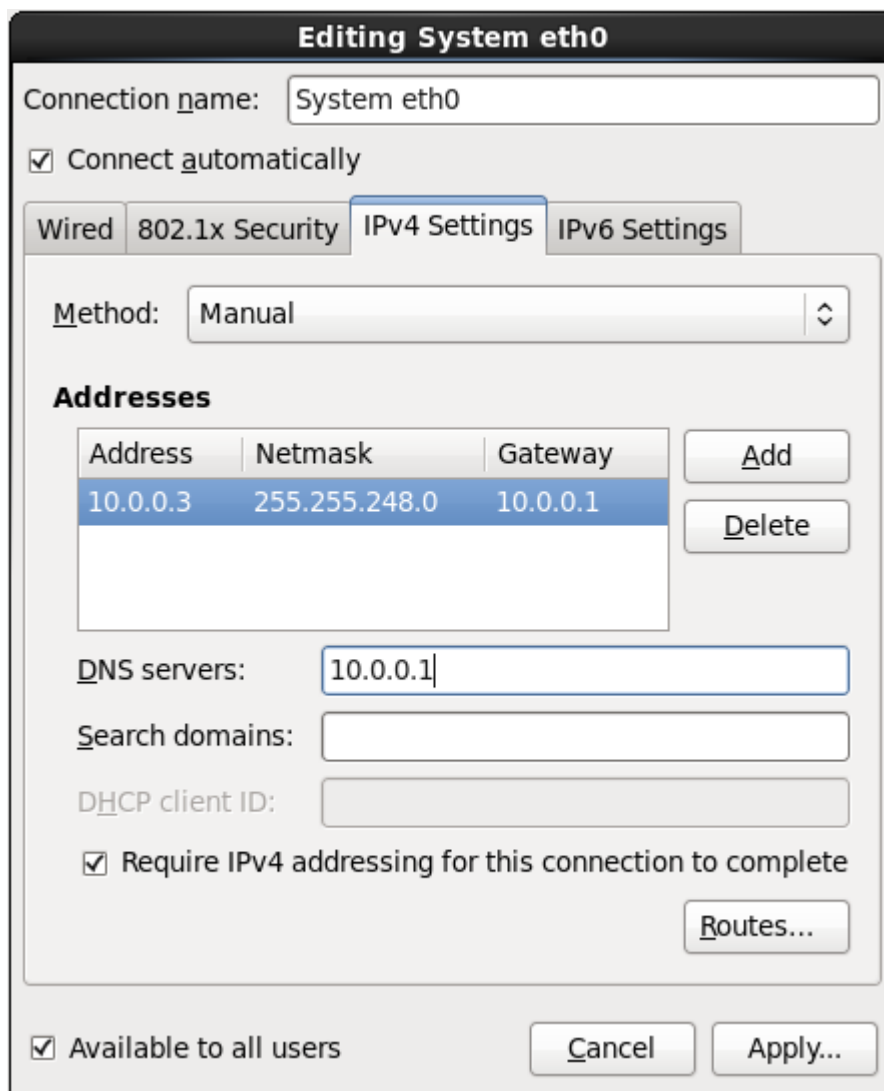 Editing System eth0
Connection name: System eth0
Connect automatically
Wired 802.1x Security IPv4 Settings IPv6 Settings
Method: Manual
Addresses
Address Netmask Gateway
Add
10.0.0.3 255.255.248.0 10.0.0.1
Delete
DNS servers: 10.0.0.1
Search domains:
DHCP client ID:
Require IPv4 addressing for this connection to complete
Routes...
Available to all users Cancel Apply...